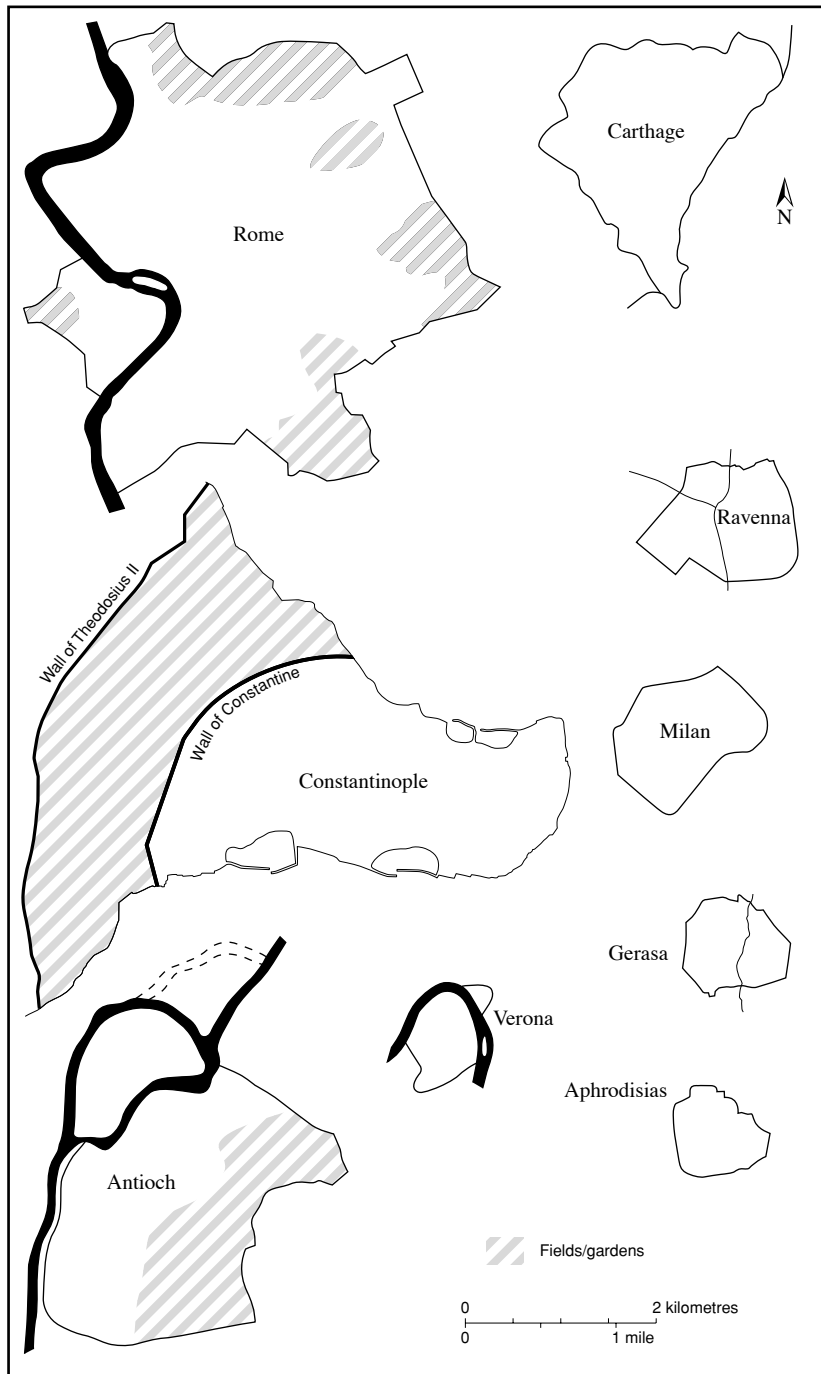 Carthage
N
Rome
Ravenna
Wall of Theodosius II
Wall of Constantine
Milan
Constantinople
Gerasa
Verona
Aphrodisias
Antioch
Fields/gardens
0 2 kilometres
0 1 mile